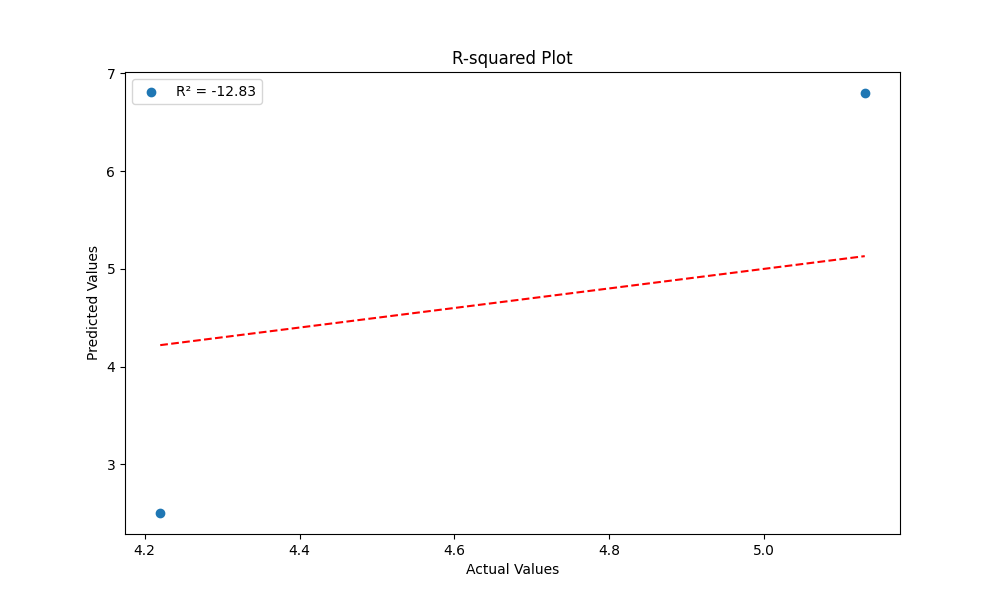 R-squared Plot
R² = -12.83
7
6
5
4
3
Predicted Values
4.2 4.4 4.6 4.8 5.0
Actual Values